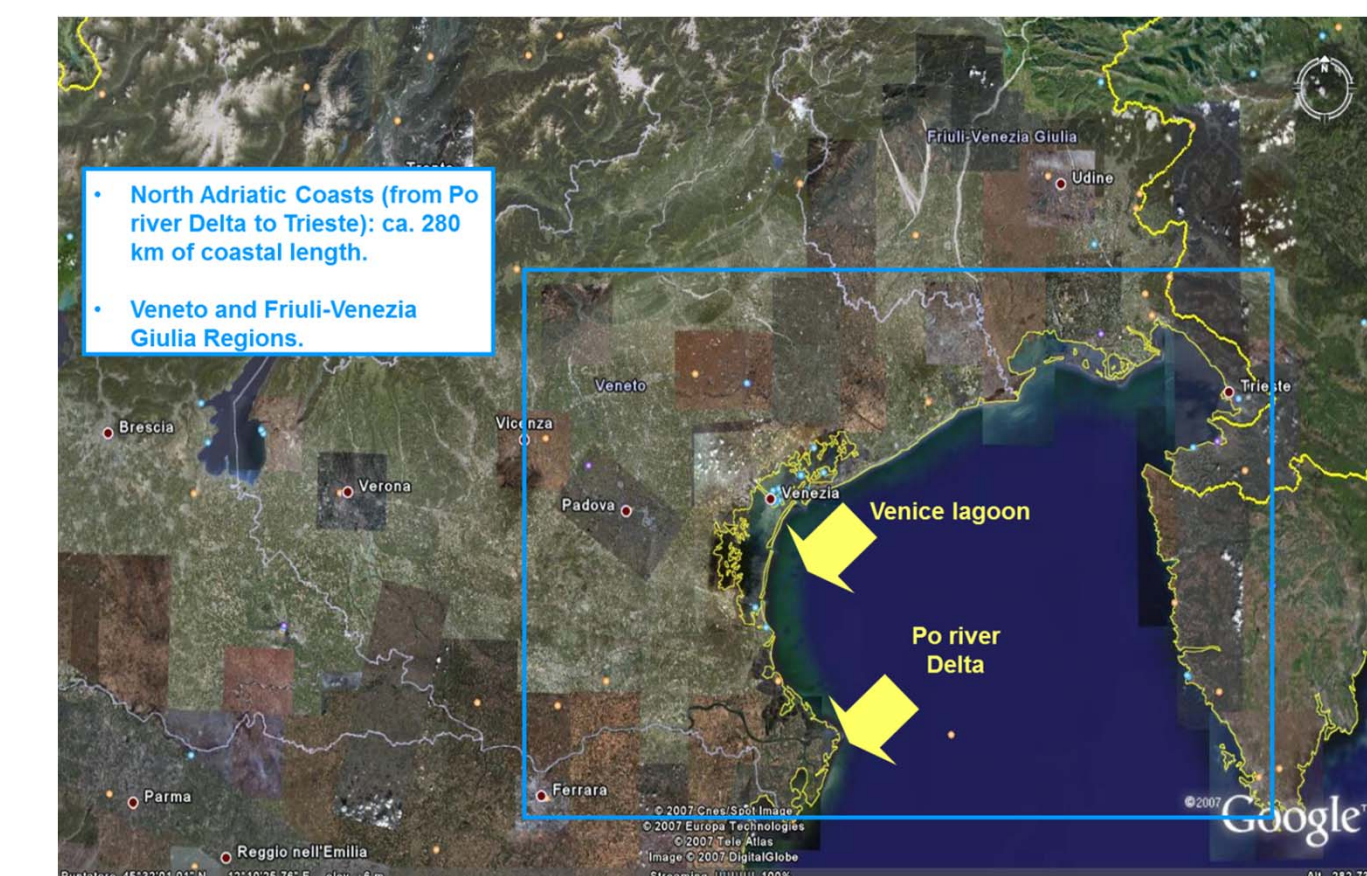 Friuli-Venezia Giulia
Udine
• North Adriatic Coasts (from Po
river Delta to Trieste): ca. 280
km of coastal length.
• Veneto and Friuli-Venezia
Giulia Regions.
Veneto
Trieste
Brescia
Vicenza
Verona
Padova
Venezia
Venice lagoon
Po river
Delta
Ferrara
Parma
Reggio nell'Emilia
© 2007 Cnes/Spot Image
© 2007 Europa Technologies
© 2007 Tele Atlas
Image © 2007 DigitalGlobe
©2007 Google™
N